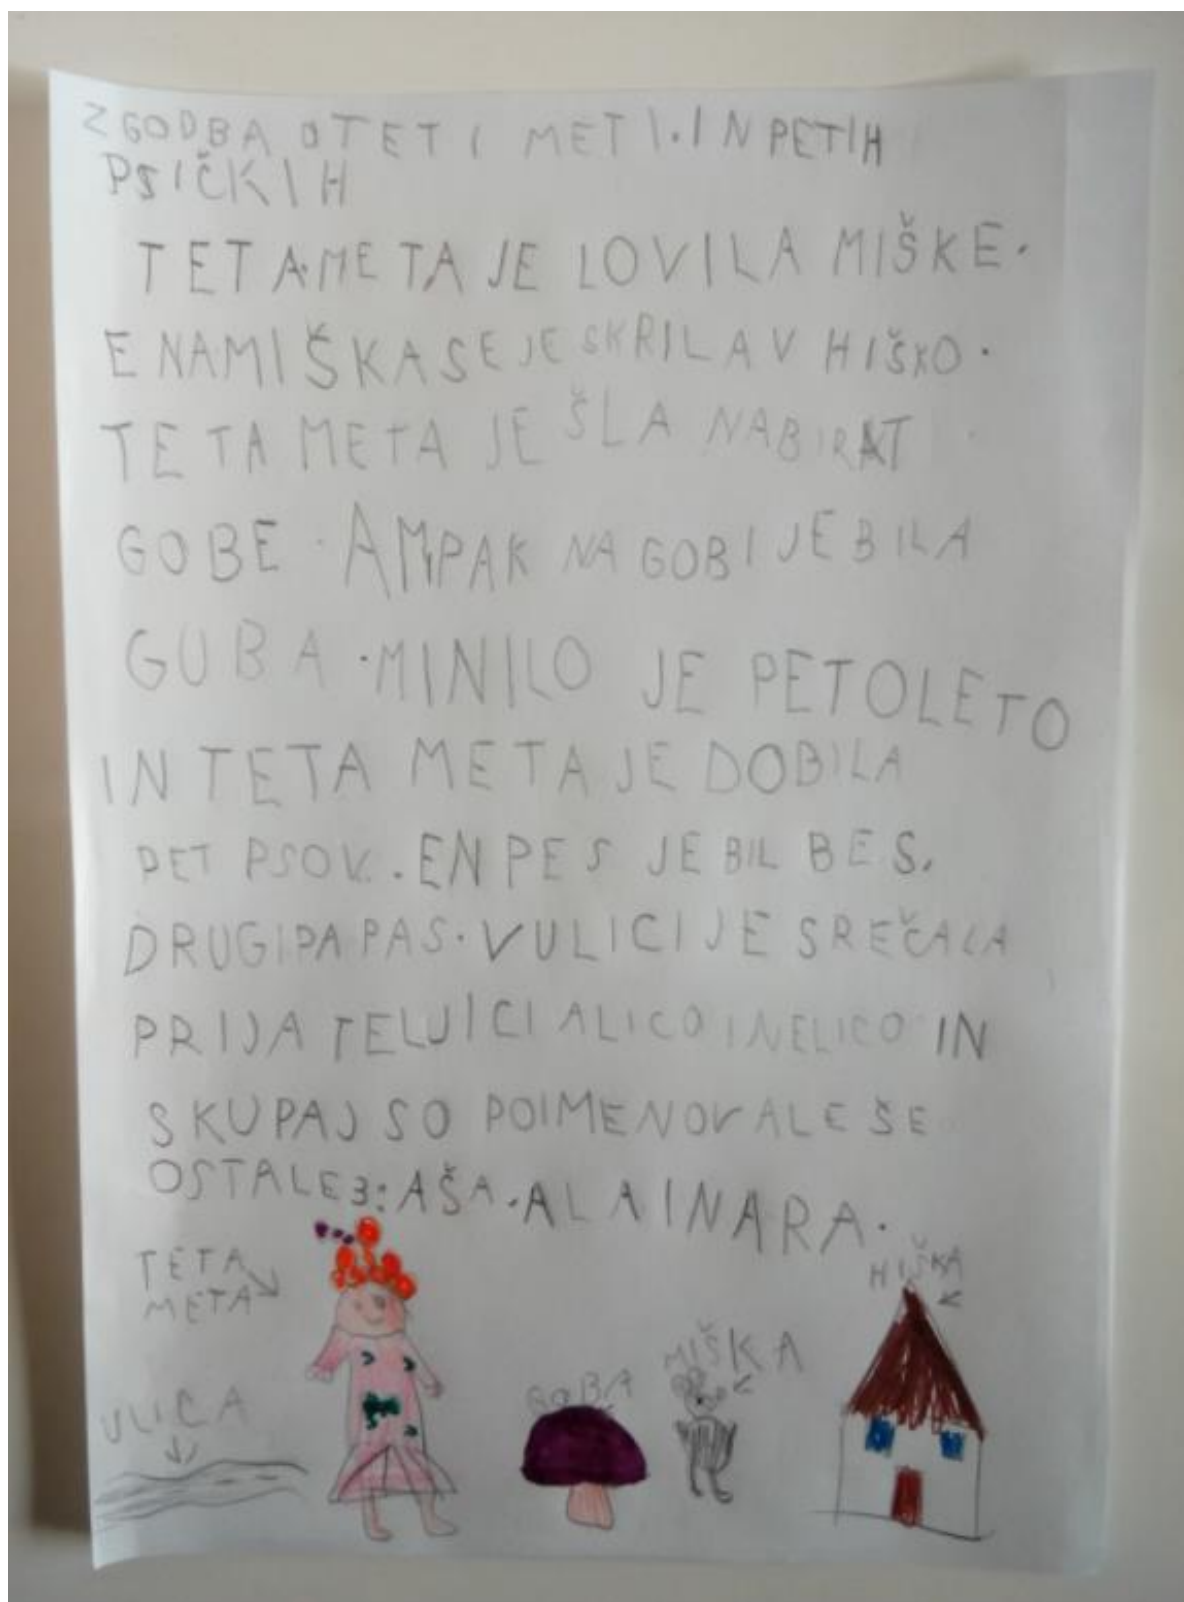 ZGODBA O TETI METI. IN PETIH
PSIČKIH
TETA META JE LOVILA MIŠKE.
ENA MIŠKA SE JE SKRILA V HIŠKO.
TETA META JE ŠLA NABIRAT
GOBE. AMPAK NA GOBI JE BILA
GUBA. MINILO JE PETO LETO
IN TETA META JE DOBILA
PET PSOV. EN PES JE BIL BES.
DRUGI PA PAS. V ULICI JE SREČALA
PRIJATELJICI ALICO IN ELICO IN
SKUPAJ SO POIMENOVALE ŠE
OSTALE 3: AŠA. ALA IN ARA.
TETA
META
HIŠKA
MIŠKA
GOBA
ULICA